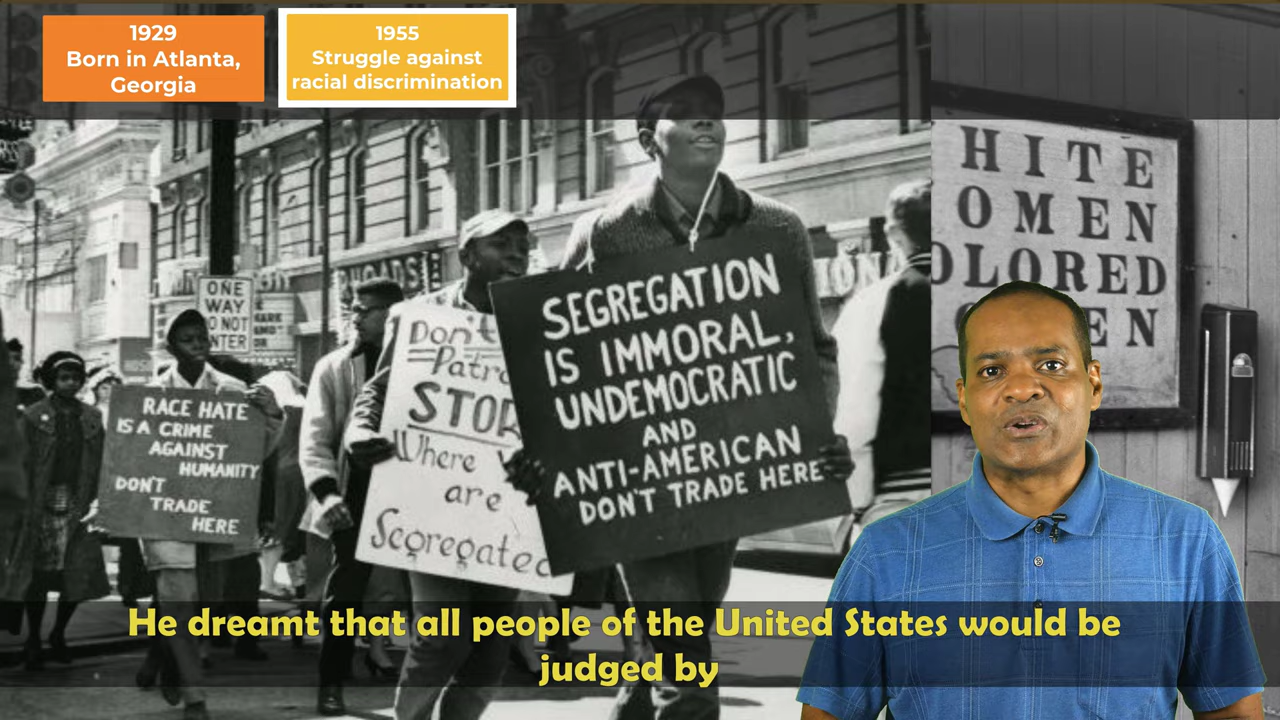 1929
Born in Atlanta,
Georgia
1955
Struggle against
racial discrimination
HITE
OMEN
OLORED
EN
ONE
WAY
DO NOT
NTER
RACE HATE
IS A CRIME
AGAINST
HUMANITY
DON'T
TRADE
HERE
Don't
Patro
STOR
Where
are
Segregated
SEGREGATION
IS IMMORAL,
UNDEMOCRATIC
AND
ANTI-AMERICAN
DON'T TRADE HERE
He dreamt that all people of the United States would be
judged by